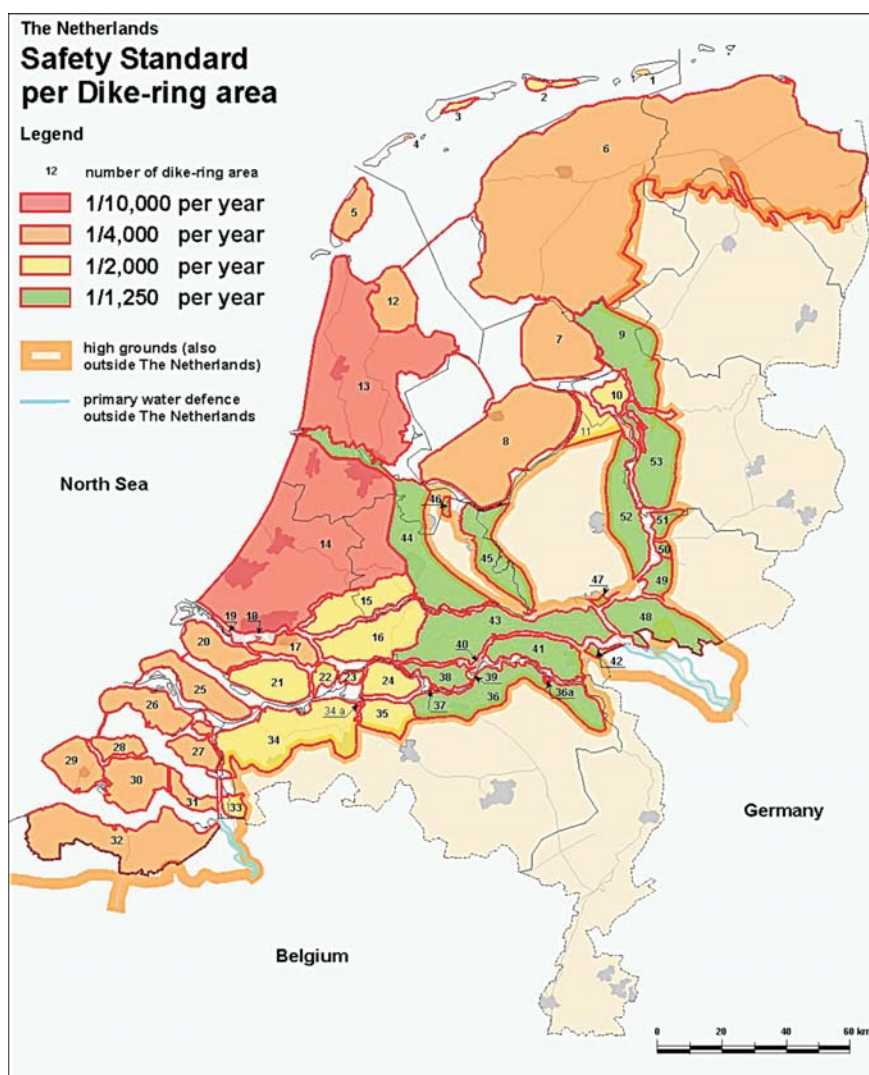 The Netherlands
Safety Standard
per Dike-ring area
Legend
12 number of dike-ring area
1/10,000 per year
1/4,000 per year
1/2,000 per year
1/1,250 per year
high grounds (also
outside The Netherlands)
primary water defence
outside The Netherlands
North Sea
Germany
Belgium
1
2
3
4
5
6
12
7
9
13
10
11
8
53
46
52
51
14
44
45
50
49
47
15
19
18
43
48
20
16
17
40
41
42
21
22
23
24
38
39
25
36
36a
37
26
34 a
35
34
28
27
29
30
31
33
32
0 20 40 60 km